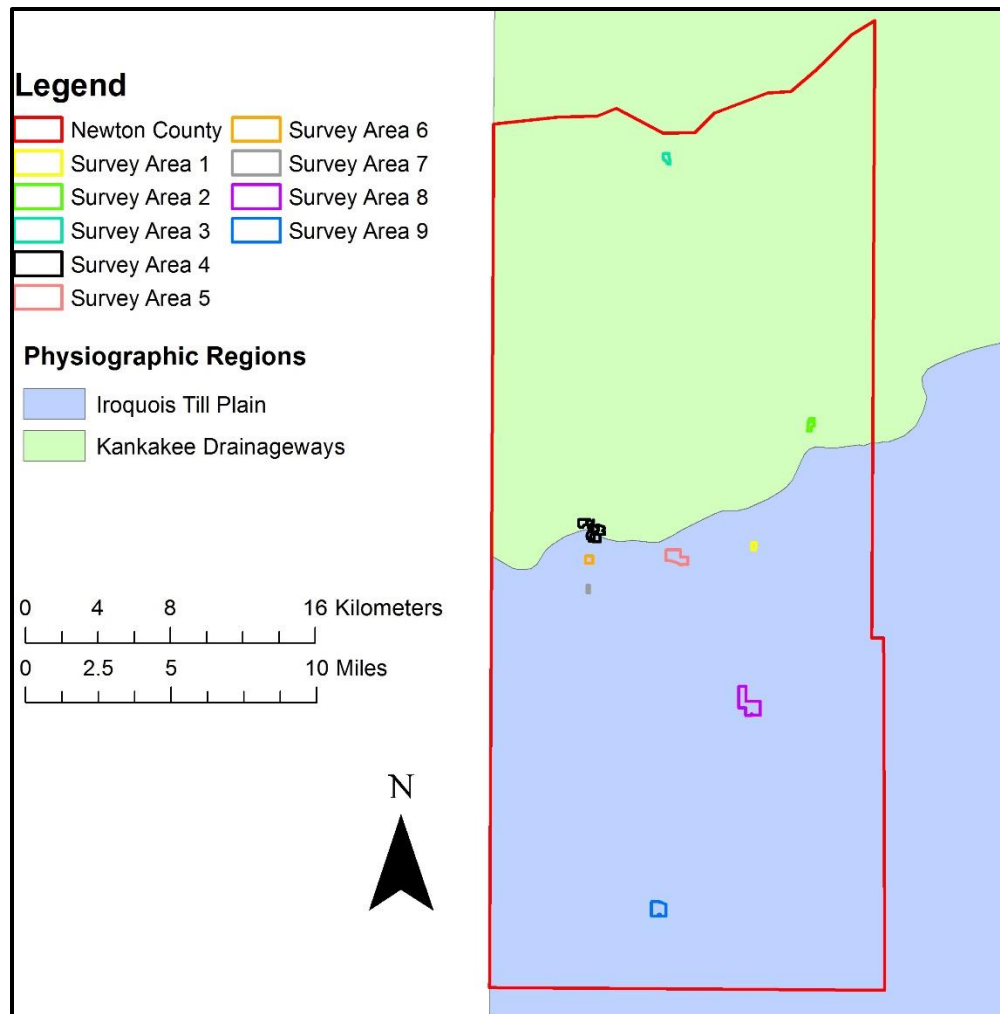 Legend
Newton County
Survey Area 1
Survey Area 2
Survey Area 3
Survey Area 4
Survey Area 5
Survey Area 6
Survey Area 7
Survey Area 8
Survey Area 9
Physiographic Regions
Iroquois Till Plain
Kankakee Drainageways
0 4 8 16 Kilometers
0 2.5 5 10 Miles
N